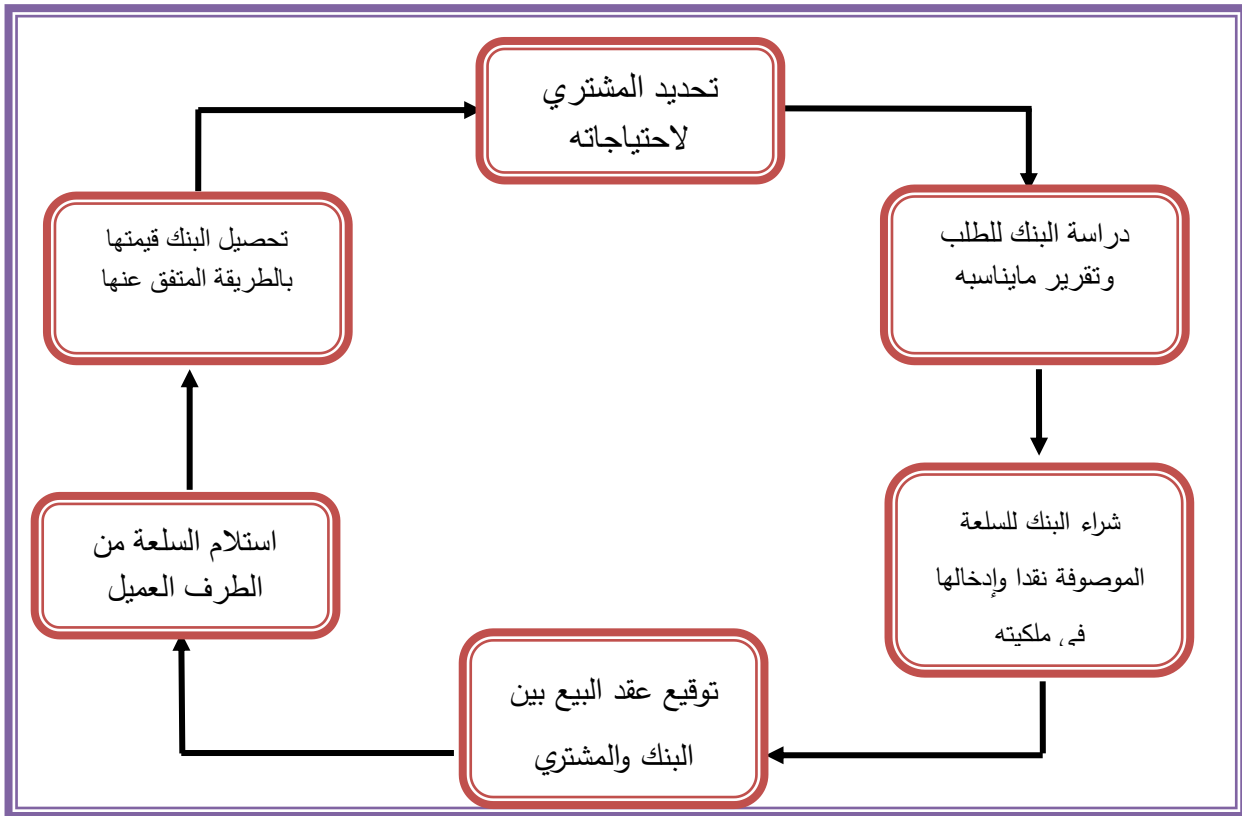 تحديد المشتري
لاحتياجاته
دراسة البنك للطلب
وتقرير مايناسبه
شراء البنك للسلعة
الموصوفة نقدا وإدخالها
في ملكيته
توقيع عقد البيع بين
البنك والمشتري
استلام السلعة من
الطرف العميل
تحصيل البنك قيمتها
بالطريقة المتفق عنها